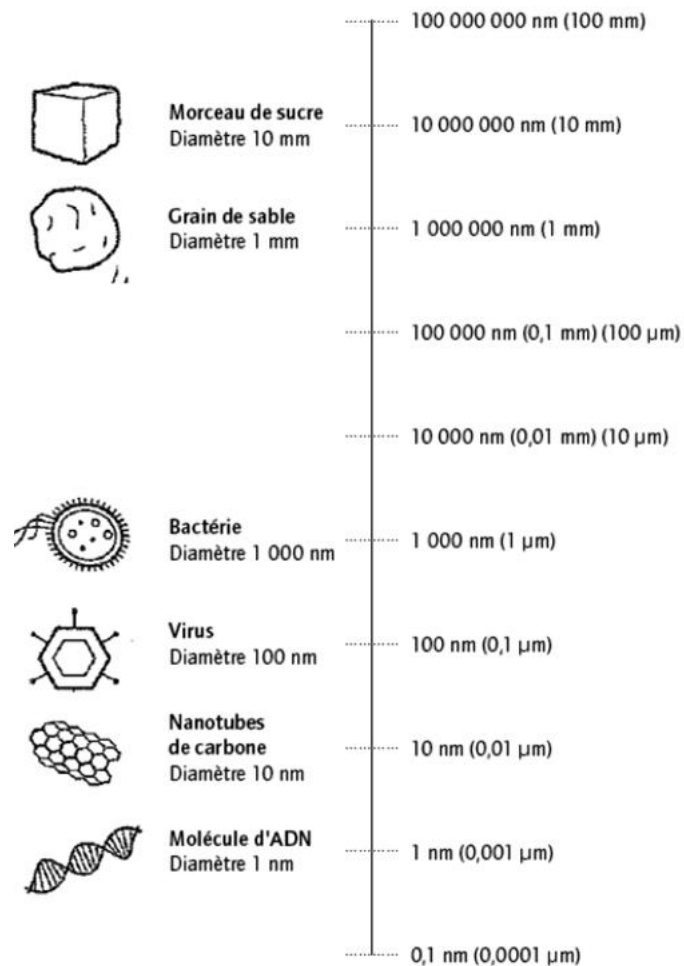 100 000 000 nm (100 mm)
Morceau de sucre
Diamètre 10 mm
10 000 000 nm (10 mm)
Grain de sable
Diamètre 1 mm
1 000 000 nm (1 mm)
100 000 nm (0,1 mm) (100 µm)
10 000 nm (0,01 mm) (10 µm)
Bactérie
Diamètre 1 000 nm
1 000 nm (1 µm)
Virus
Diamètre 100 nm
100 nm (0,1 µm)
Nanotubes
de carbone
Diamètre 10 nm
10 nm (0,01 µm)
Molécule d'ADN
Diamètre 1 nm
1 nm (0,001 µm)
0,1 nm (0,0001 µm)